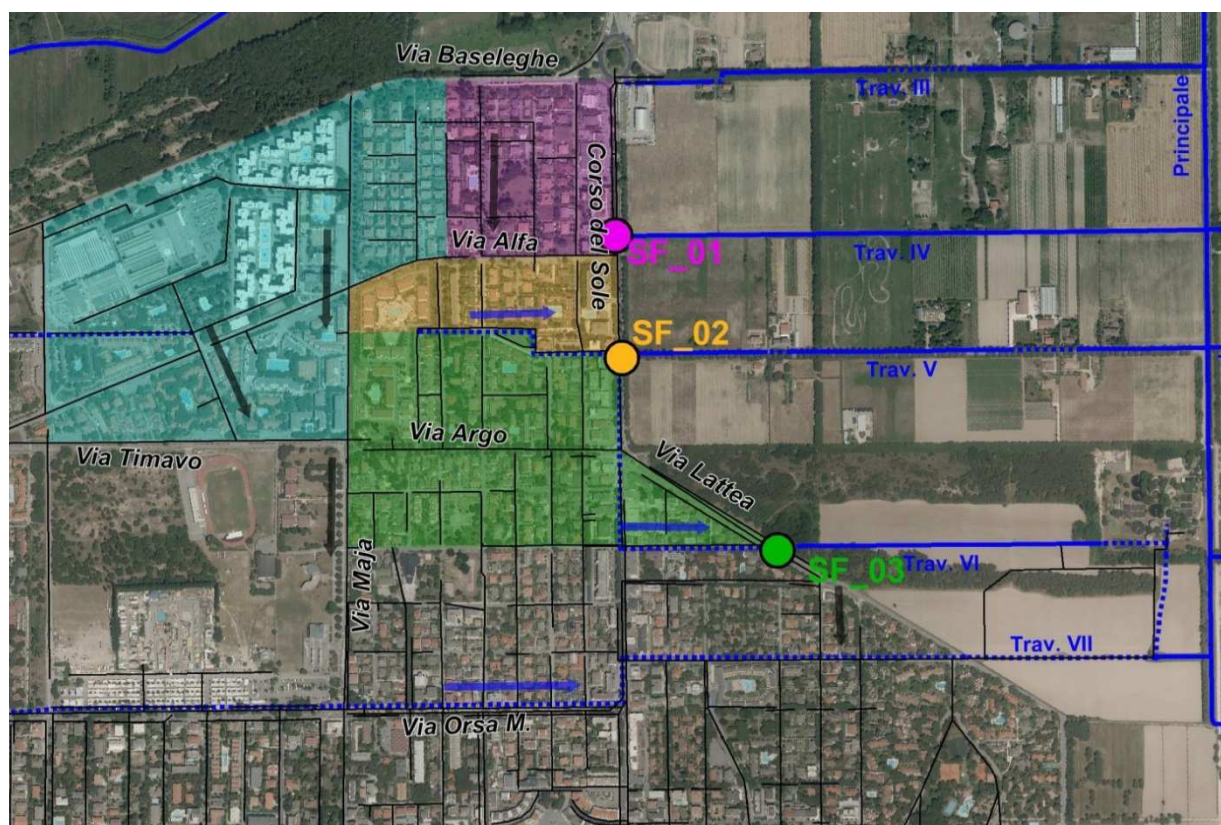 Via Baseleghe
Trav. III
Principale
Corso del Sole
Via Alfa
SF_01
Trav. IV
SF_02
Trav. V
Via Argo
Via Timavo
Via Lattea
SF_03
Trav. VI
Via Maja
Trav. VII
Via Orsa M.